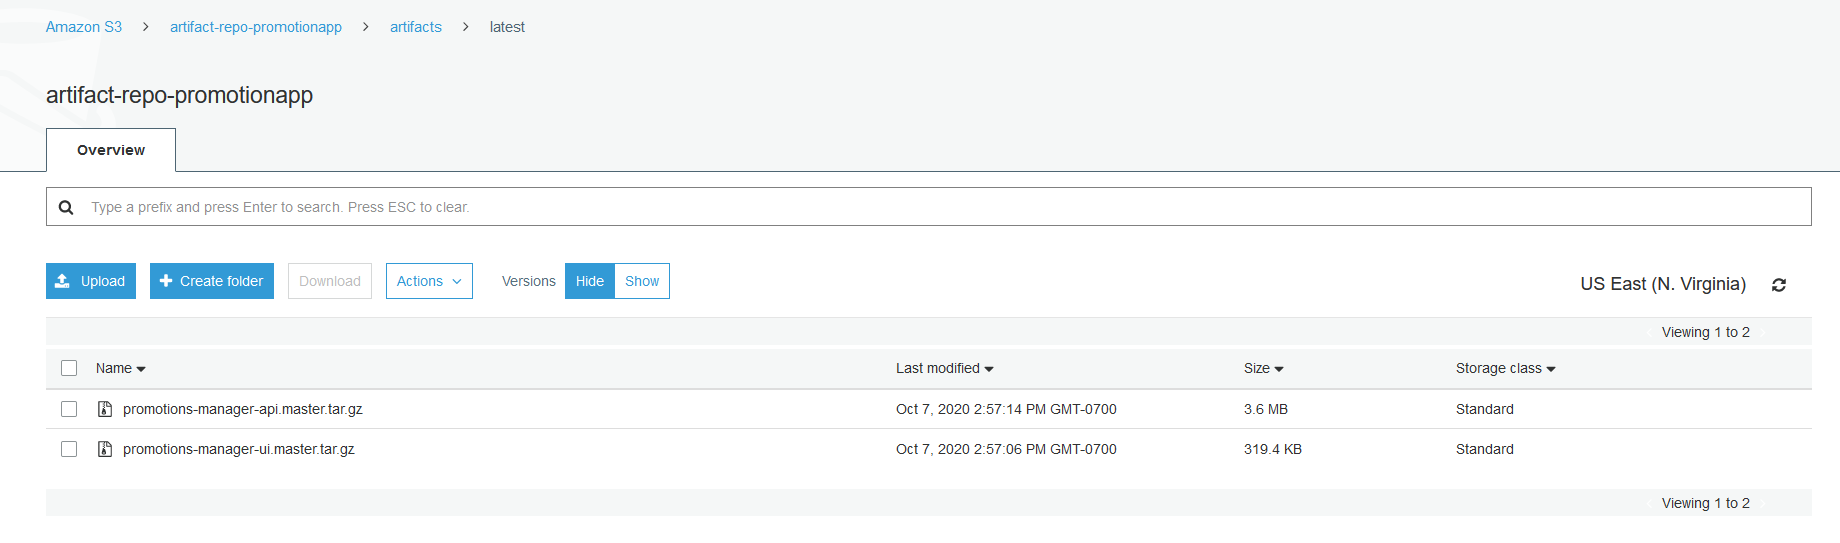 Amazon S3 > artifact-repo-promotionapp > artifacts > latest
artifact-repo-promotionapp
Overview
Type a prefix and press Enter to search. Press ESC to clear.
Upload + Create folder Download Actions Versions Hide Show US East (N. Virginia)
Viewing 1 to 2
Name Last modified Size Storage class
promotions-manager-api.master.tar.gz Oct 7, 2020 2:57:14 PM GMT-0700 3.6 MB Standard
promotions-manager-ui.master.tar.gz Oct 7, 2020 2:57:06 PM GMT-0700 319.4 KB Standard
Viewing 1 to 2